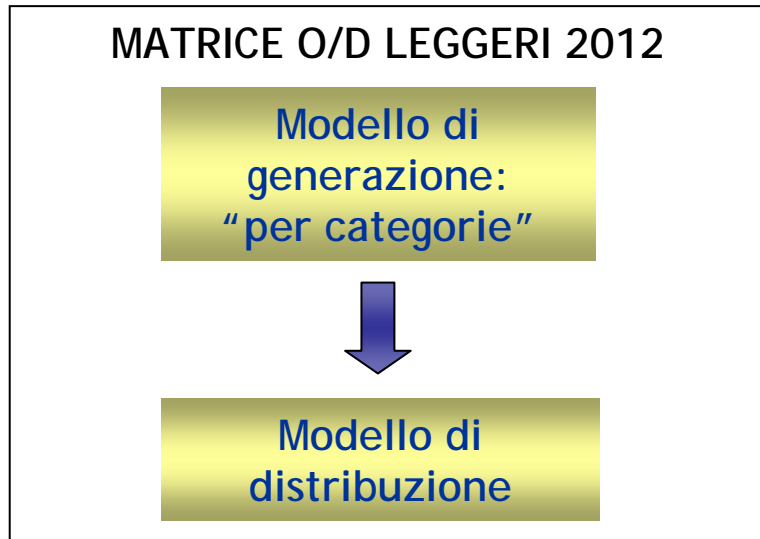 MATRICE O/D LEGGERI 2012
Modello di
generazione:
“per categorie”
Modello di
distribuzione